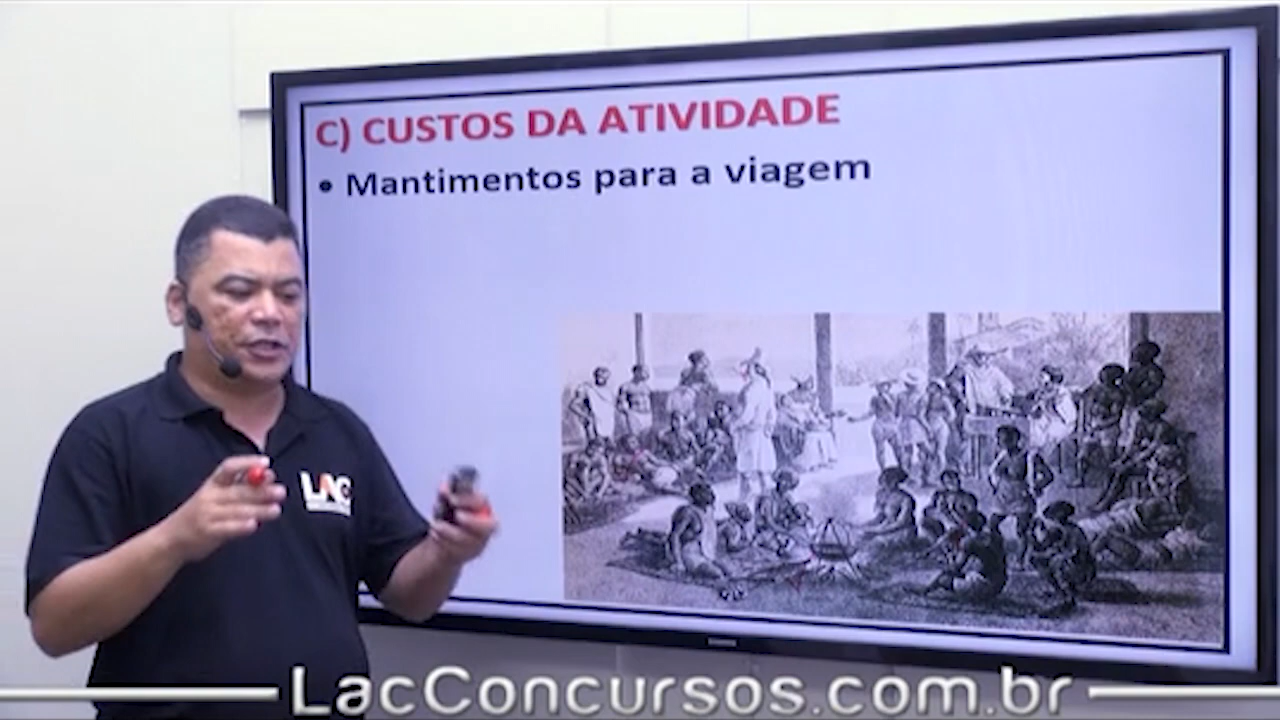 C) CUSTOS DA ATIVIDADE
• Mantimentos para a viagem
LAC
LacConcursos.com.br